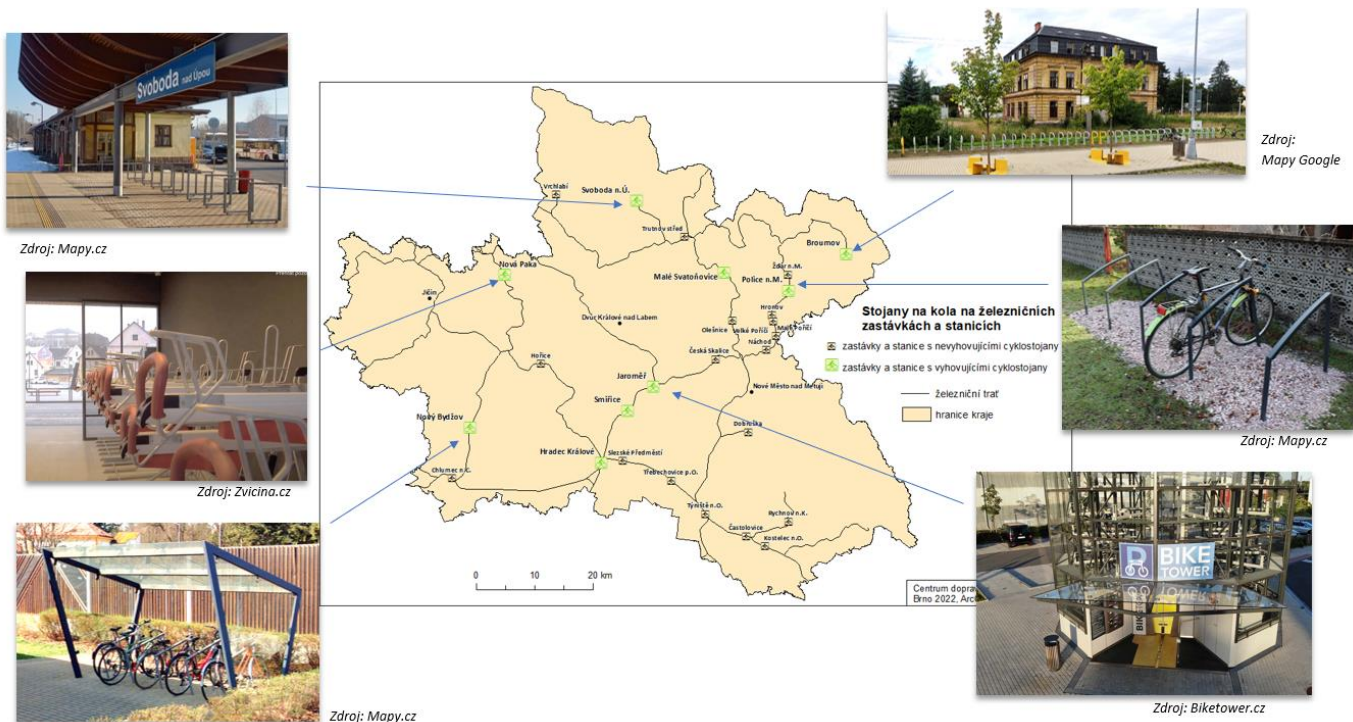 Svoboda nad Úpou
Zdroj: Mapy.cz
Zdroj:
Mapy Google
Vrchlabí
Svoboda n.Ú.
Trutnov střed
Broumov
Nová Paka
Malé Svatoňovice
Žďár n.M.
Police n.M.
Jičín
Hronov
Dvůr Králové nad Labem
Olešnice
Velké Poříčí
Malé Poříčí
Náchod
Česká Skalice
Hořice
Jaroměř
Nové Město nad Metují
Smiřice
Nový Bydžov
Dobruška
Hradec Králové
Slezské Předměstí
Chlumec n.C.
Třebechovice p.O.
Týniště n.O.
Rychnov n.K.
Častolovice
Kostelec n.O.
Stojany na kola na železničních
zastávkách a stanicích
zastávky a stanice s nevyhovujícími cyklostojany
zastávky a stanice s vyhovujícími cyklostojany
železniční trať
hranice kraje
0 10 20 km
Centrum doprav
Brno 2022, Arc
Zdroj: Zvicina.cz
Zdroj: Mapy.cz
BIKE
TOWER
Zdroj: Mapy.cz
Zdroj: Biketower.cz